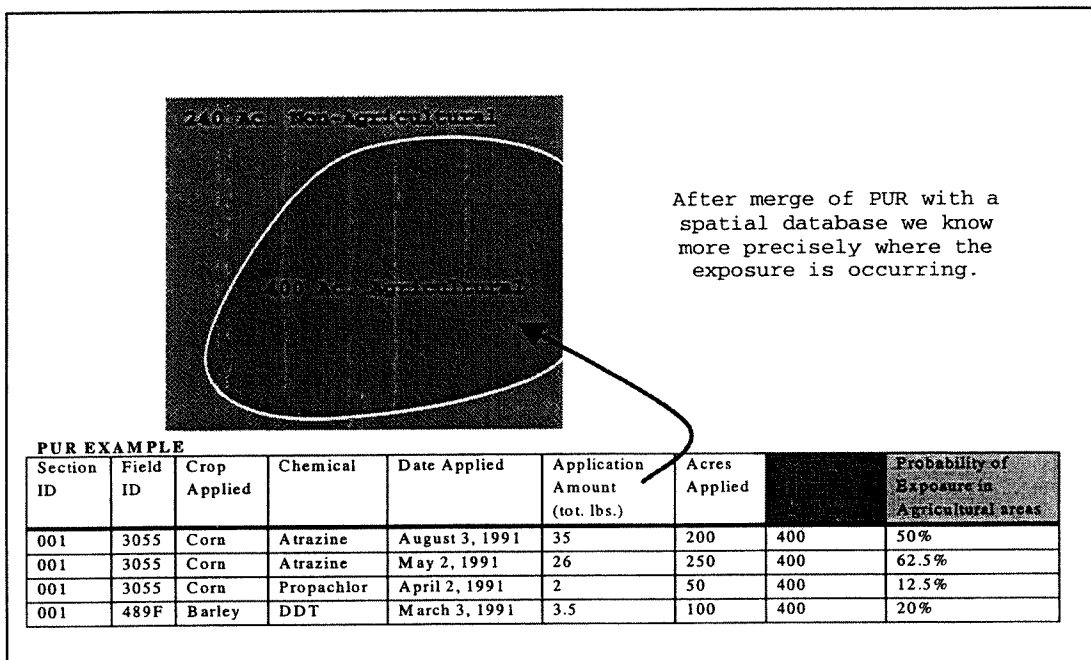 240 Ac. Non-Agricultural
400 Ac. Agricultural
After merge of PUR with a
spatial database we know
more precisely where the
exposure is occurring.
PUR EXAMPLE
Section ID Field ID Crop Applied Chemical Date Applied Application Amount (tot. lbs.) Acres Applied Probability of Exposure in Agricultural areas
001 3055 Corn Atrazine August 3, 1991 35 200 400 50%
001 3055 Corn Atrazine May 2, 1991 26 250 400 62.5%
001 3055 Corn Propachlor April 2, 1991 2 50 400 12.5%
001 489F Barley DDT March 3, 1991 3.5 100 400 20%